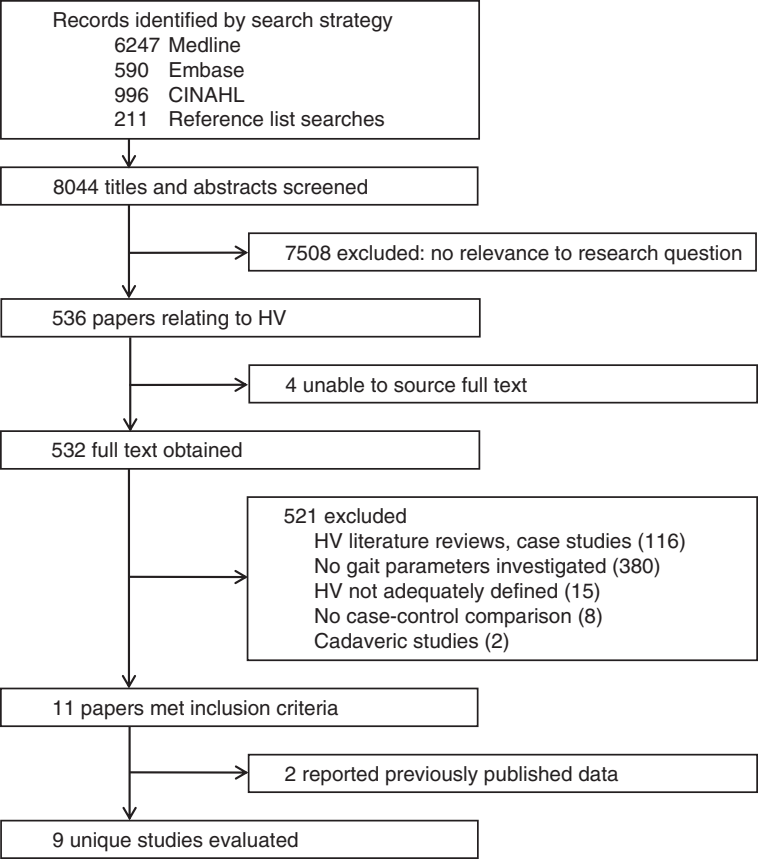 Records identified by search strategy
6247 Medline
590 Embase
996 CINAHL
211 Reference list searches
8044 titles and abstracts screened
7508 excluded: no relevance to research question
536 papers relating to HV
4 unable to source full text
532 full text obtained
521 excluded
HV literature reviews, case studies (116)
No gait parameters investigated (380)
HV not adequately defined (15)
No case-control comparison (8)
Cadaveric studies (2)
11 papers met inclusion criteria
2 reported previously published data
9 unique studies evaluated